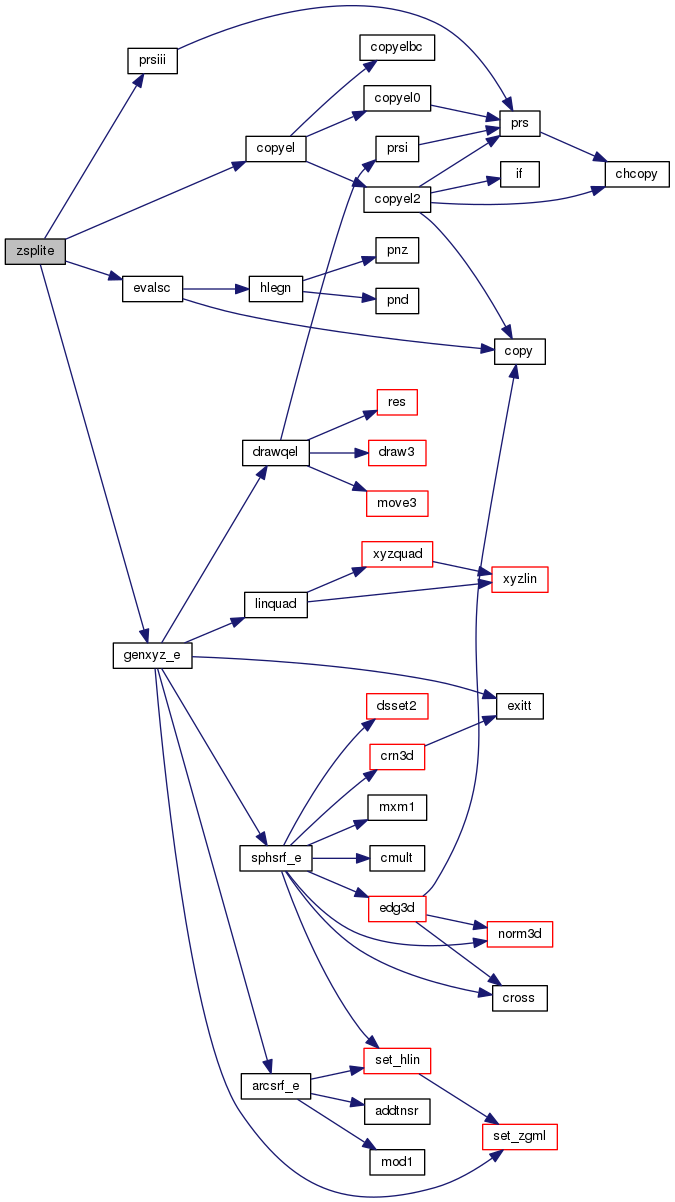 copyelbc
prsiii
copyel0
prs
copyel
prsi
if
chcopy
copyel2
zsplite
pnz
evalsc
hlegn
pnd
copy
res
drawqel
draw3
move3
xyzquad
xyzlin
linquad
genxyz_e
dsset2
exitt
crn3d
mxm1
sphsrf_e
cmult
edg3d
norm3d
cross
set_hlin
arcsrf_e
addtnsr
set_zgml
mod1